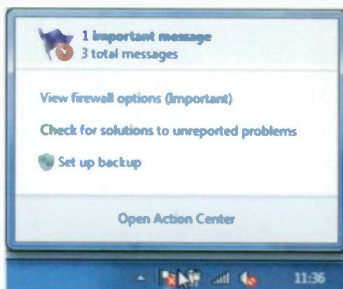 1 important message
3 total messages
View firewall options (Important)
Check for solutions to unreported problems
Set up backup
Open Action Center
11:36